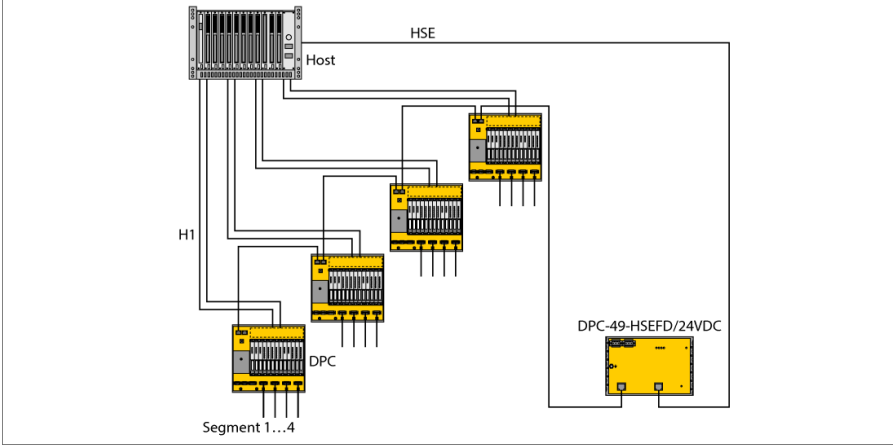 HSE
Host
H1
DPC-49-HSEFD/24VDC
DPC
Segment 1...4